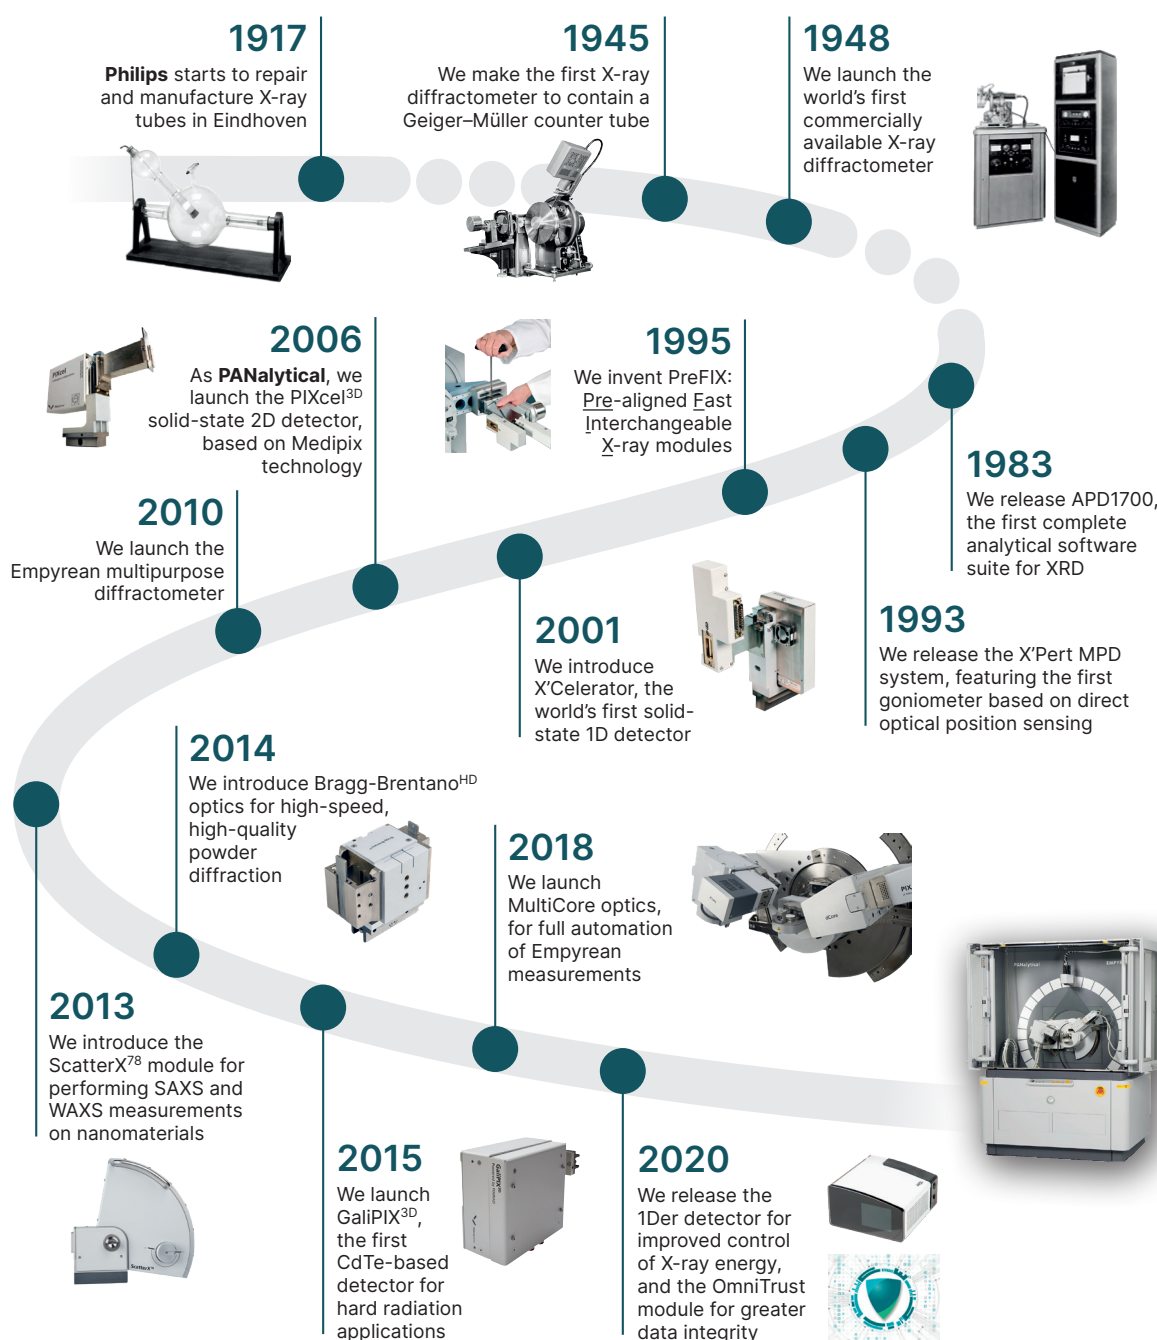 1917
Philips starts to repair
and manufacture X-ray
tubes in Eindhoven
1945
We make the first X-ray
diffractometer to contain a
Geiger–Müller counter tube
1948
We launch the
world’s first
commercially
available X-ray
diffractometer
1983
We release APD1700,
the first complete
analytical software
suite for XRD
1993
We release the X’Pert MPD
system, featuring the first
goniometer based on direct
optical position sensing
1995
We invent PreFIX:
Pre-aligned Fast
Interchangeable
X-ray modules
2001
We introduce
X’Celerator, the
world’s first solid-
state 1D detector
2006
As PANalytical, we
launch the PIXcel3D
solid-state 2D detector,
based on Medipix
technology
PIXcel
2010
We launch the
Empyrean multipurpose
diffractometer
2013
We introduce the
ScatterX78 module for
performing SAXS and
WAXS measurements
on nanomaterials
ScatterX78
2014
We introduce Bragg-BrentanoHD
optics for high-speed,
high-quality
powder
diffraction
2015
We launch
GaliPIX3D,
the first
CdTe-based
detector for
hard radiation
applications
GaliPIX3D
2018
We launch
MultiCore optics,
for full automation
of Empyrean
measurements
dCore
PIX
2020
We release the
1Der detector for
improved control
of X-ray energy,
and the OmniTrust
module for greater
data integrity
PANalytical